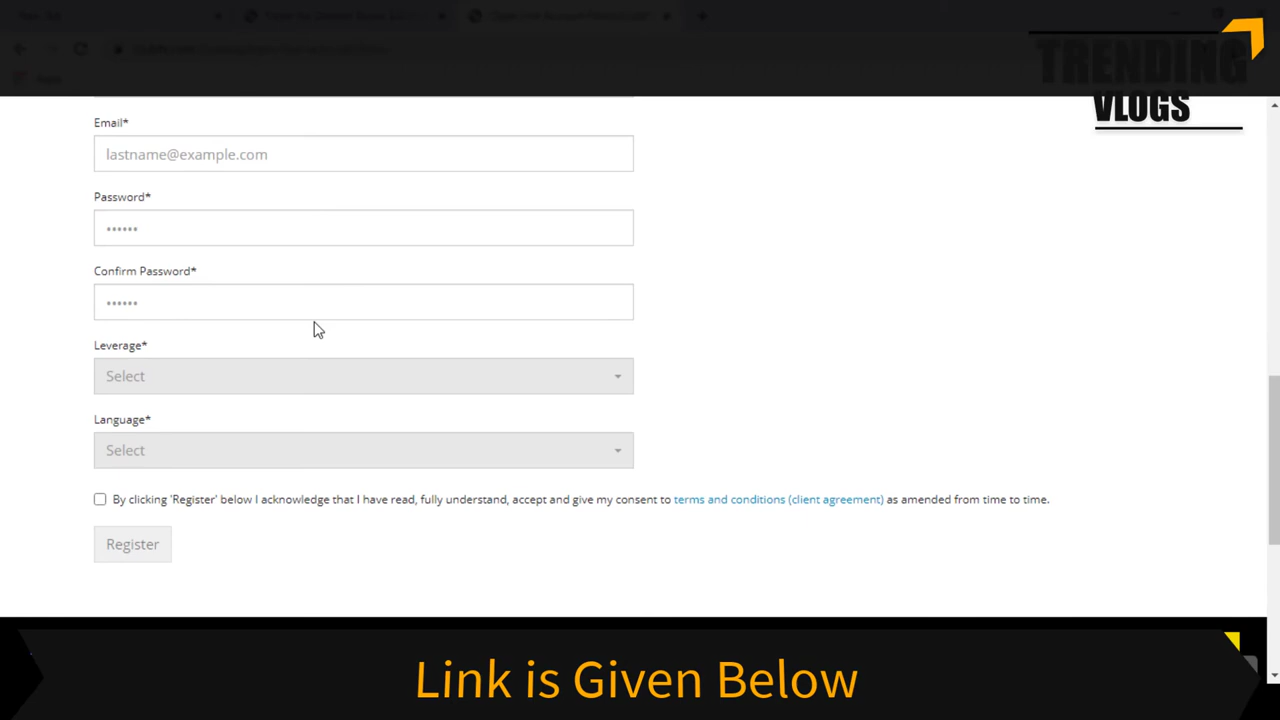 TRENDING
VLOGS
Email*
lastname@example.com
Password*
••••••
Confirm Password*
••••••
Leverage*
Select
Language*
Select
By clicking 'Register' below I acknowledge that I have read, fully understand, accept and give my consent to terms and conditions (client agreement) as amended from time to time.
Register
Link is Given Below